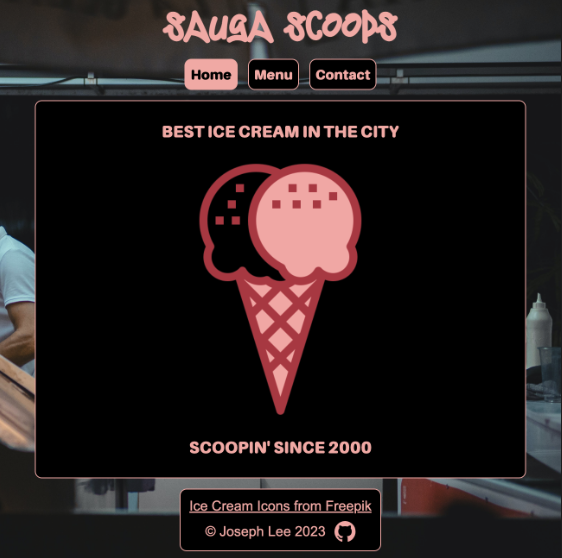 SAUGA SCOOPS
Home Menu Contact
BEST ICE CREAM IN THE CITY
SCOOPIN' SINCE 2000
Ice Cream Icons from Freepik
© Joseph Lee 2023